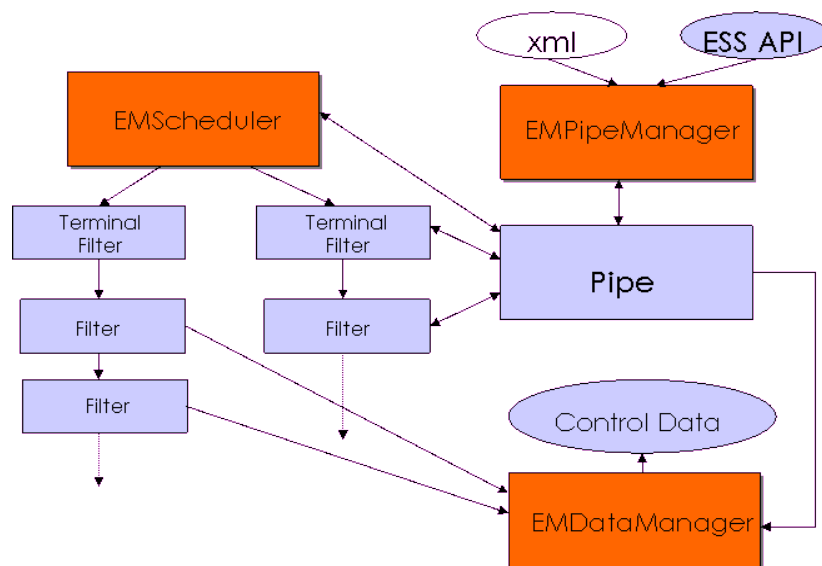 xml
ESS API
EMScheduler
EMPipeManager
Terminal
Filter
Terminal
Filter
Pipe
Filter
Filter
Filter
Control Data
EMDataManager